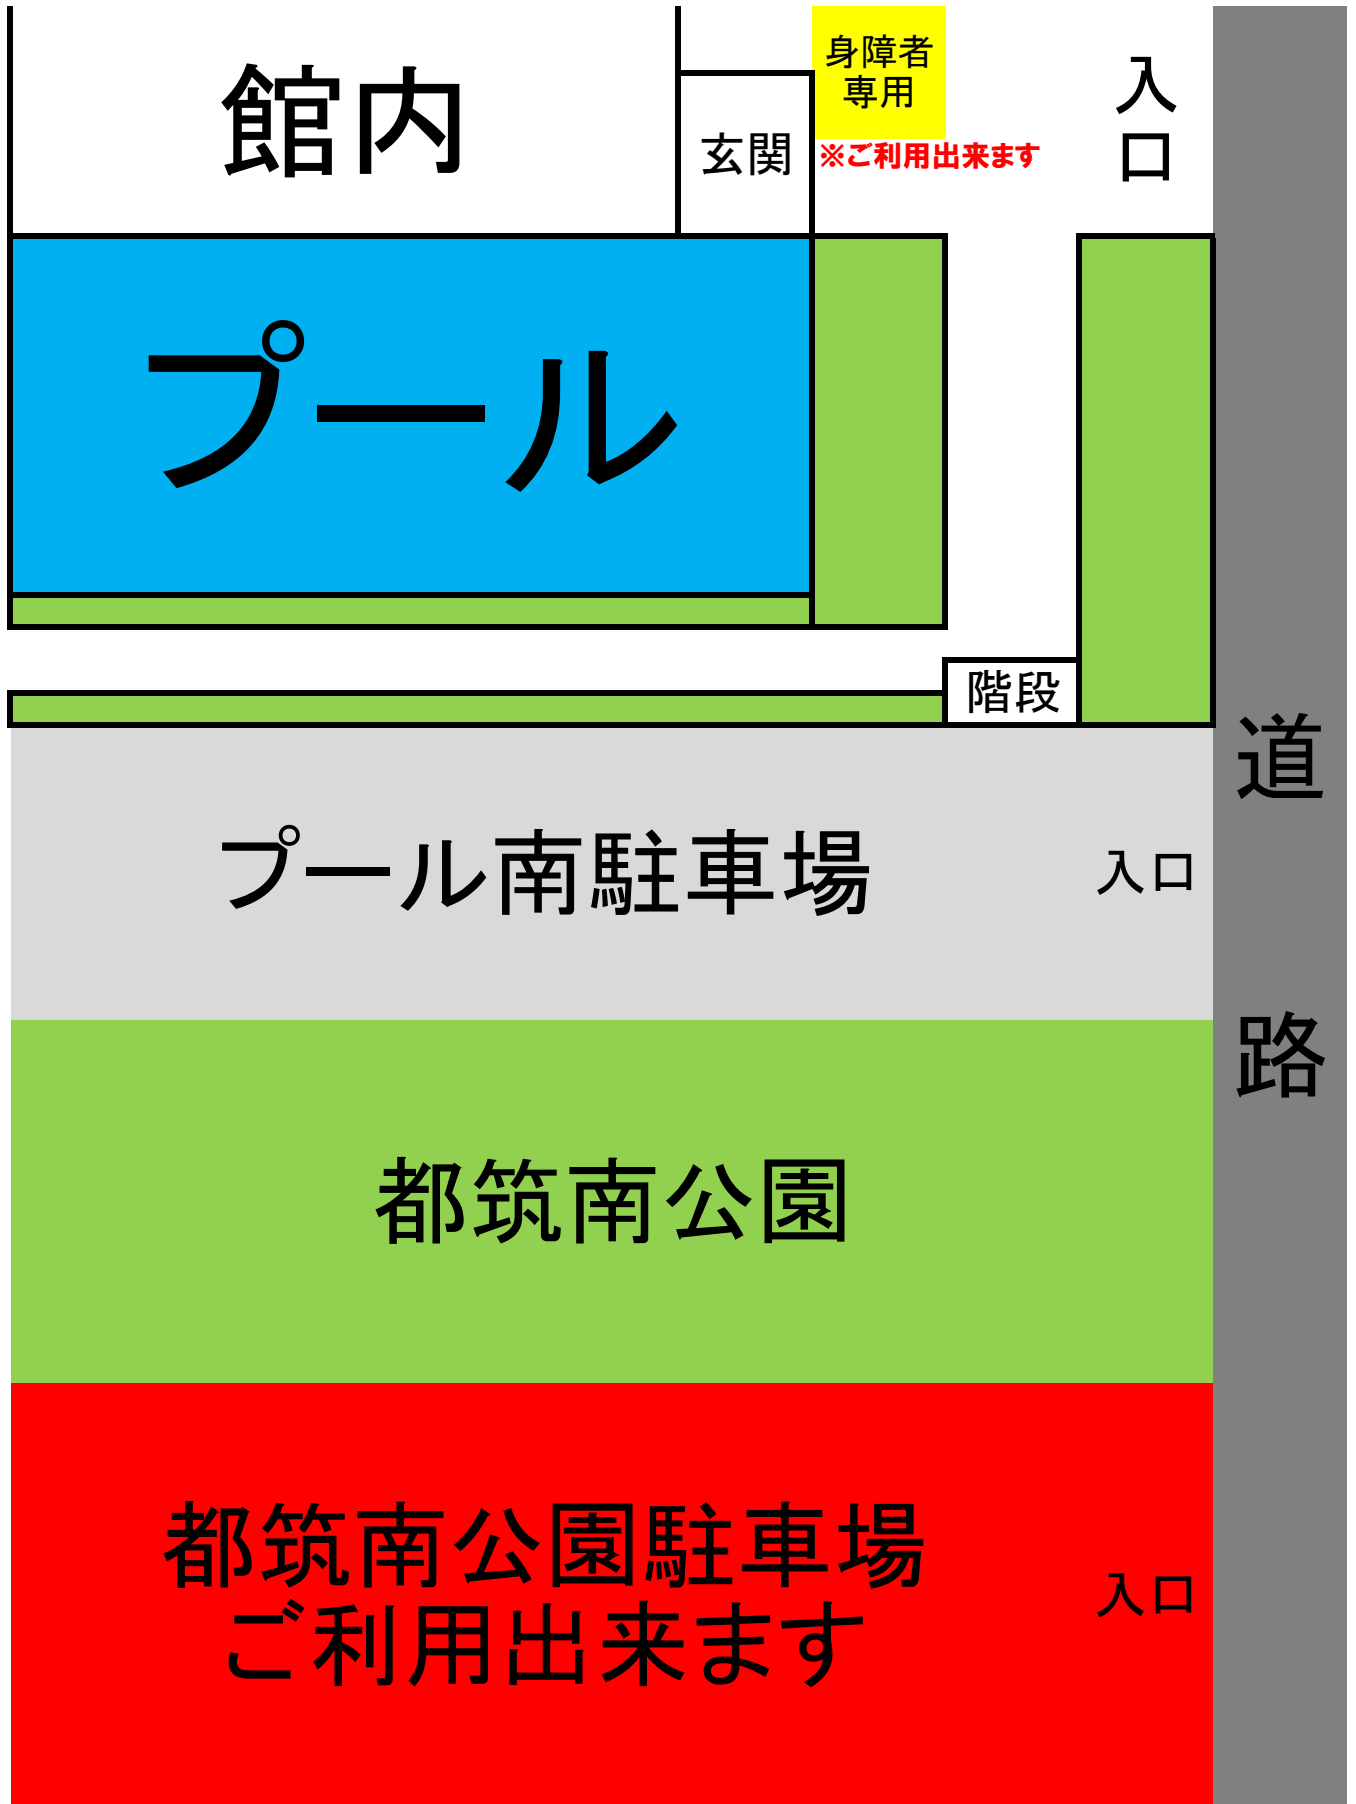 館内
玄関
身障者
専用
※ご利用出来ます
入口
プール
階段
道路
プール南駐車場
入口
都筑南公園
都筑南公園駐車場
ご利用出来ます
入口